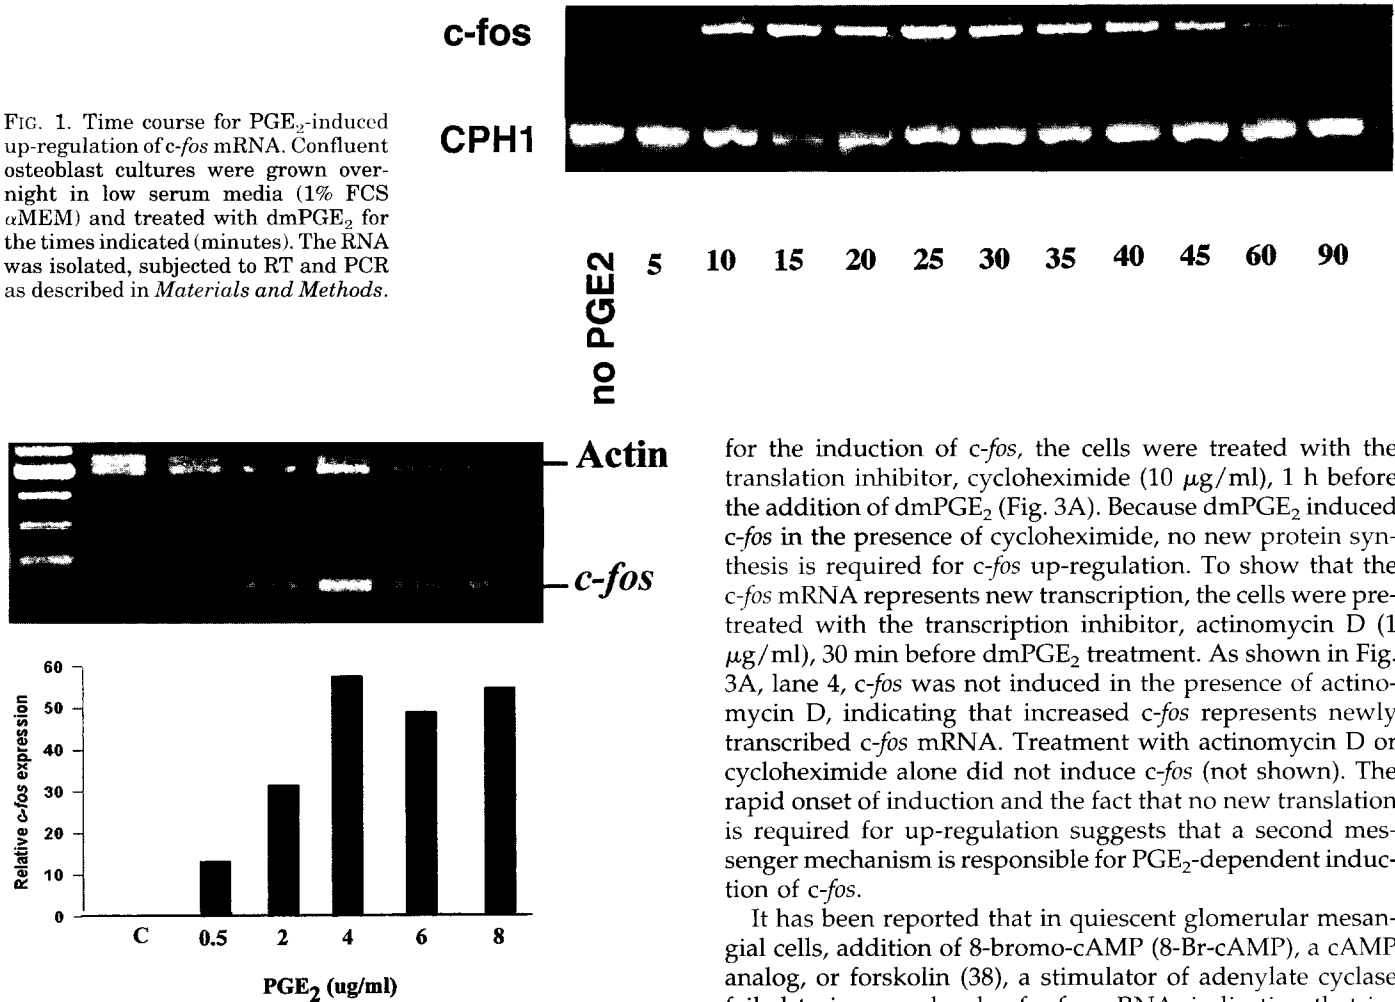 c-fos
CPH1
FIG. 1. Time course for PGE2-induced
up-regulation of c-fos mRNA. Confluent
osteoblast cultures were grown over-
night in low serum media (1% FCS
αMEM) and treated with dmPGE2 for
the times indicated (minutes). The RNA
was isolated, subjected to RT and PCR
as described in Materials and Methods.
no PGE2 5 10 15 20 25 30 35 40 45 60 90
Actin
c-fos
Relative c-fos expression
60
50
40
30
20
10
0
C 0.5 2 4 6 8
PGE2 (ug/ml)
for the induction of c-fos, the cells were treated with the
translation inhibitor, cycloheximide (10 μg/ml), 1 h before
the addition of dmPGE2 (Fig. 3A). Because dmPGE2 induced
c-fos in the presence of cycloheximide, no new protein syn-
thesis is required for c-fos up-regulation. To show that the
c-fos mRNA represents new transcription, the cells were pre-
treated with the transcription inhibitor, actinomycin D (1
μg/ml), 30 min before dmPGE2 treatment. As shown in Fig.
3A, lane 4, c-fos was not induced in the presence of actino-
mycin D, indicating that increased c-fos represents newly
transcribed c-fos mRNA. Treatment with actinomycin D or
cycloheximide alone did not induce c-fos (not shown). The
rapid onset of induction and the fact that no new translation
is required for up-regulation suggests that a second mes-
senger mechanism is responsible for PGE2-dependent induc-
tion of c-fos.
It has been reported that in quiescent glomerular mesan-
gial cells, addition of 8-bromo-cAMP (8-Br-cAMP), a cAMP
analog, or forskolin (38), a stimulator of adenylate cyclase